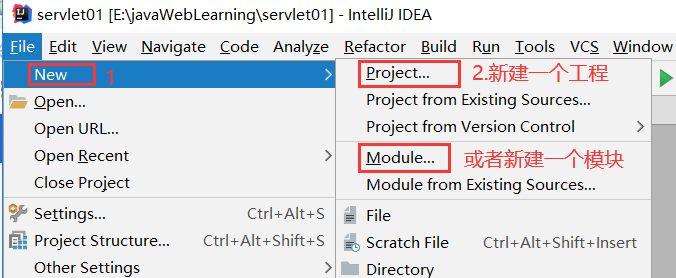 servlet01 [E:\javaWebLearning\servlet01] - IntelliJ IDEA
File Edit View Navigate Code Analyze Refactor Build Run Tools VCS Window
New 1
Open...
Open URL...
Open Recent
Close Project
Settings... Ctrl+Alt+S
Project Structure... Ctrl+Alt+Shift+S
Other Settings
Project... 2.新建一个工程
Project from Existing Sources...
Project from Version Control
Module... 或者新建一个模块
Module from Existing Sources...
File
Scratch File Ctrl+Alt+Shift+Insert
Directory